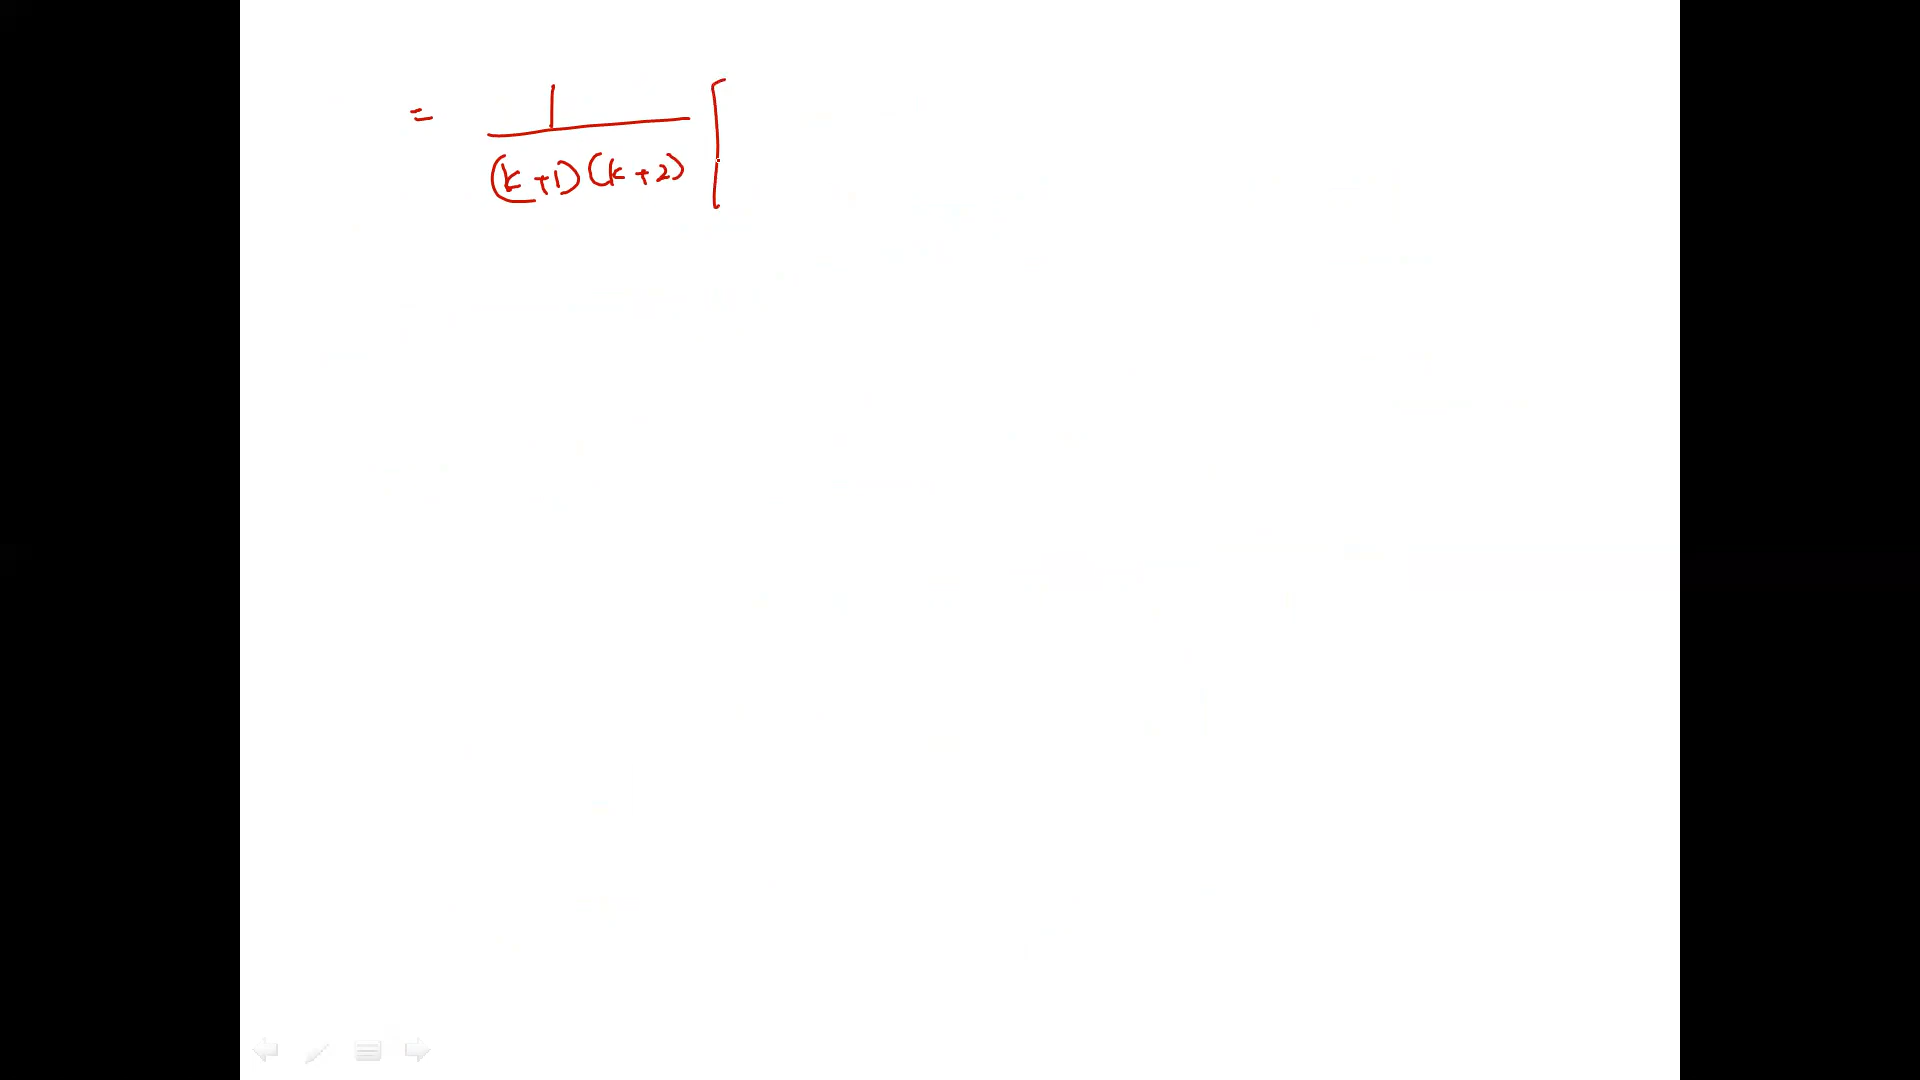 = 1/((k+1)(k+2)) [